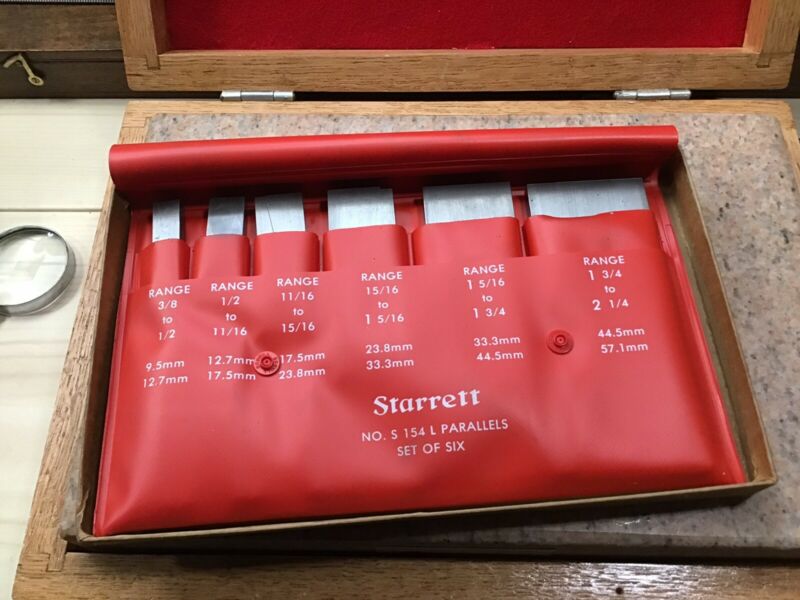 RANGE
3/8
to
1/2
9.5mm
12.7mm
RANGE
1/2
to
11/16
12.7mm
17.5mm
RANGE
11/16
to
15/16
17.5mm
23.8mm
RANGE
15/16
to
1 5/16
23.8mm
33.3mm
RANGE
1 5/16
to
1 3/4
33.3mm
44.5mm
RANGE
1 3/4
to
2 1/4
44.5mm
57.1mm
Starrett
NO. S 154 L PARALLELS
SET OF SIX